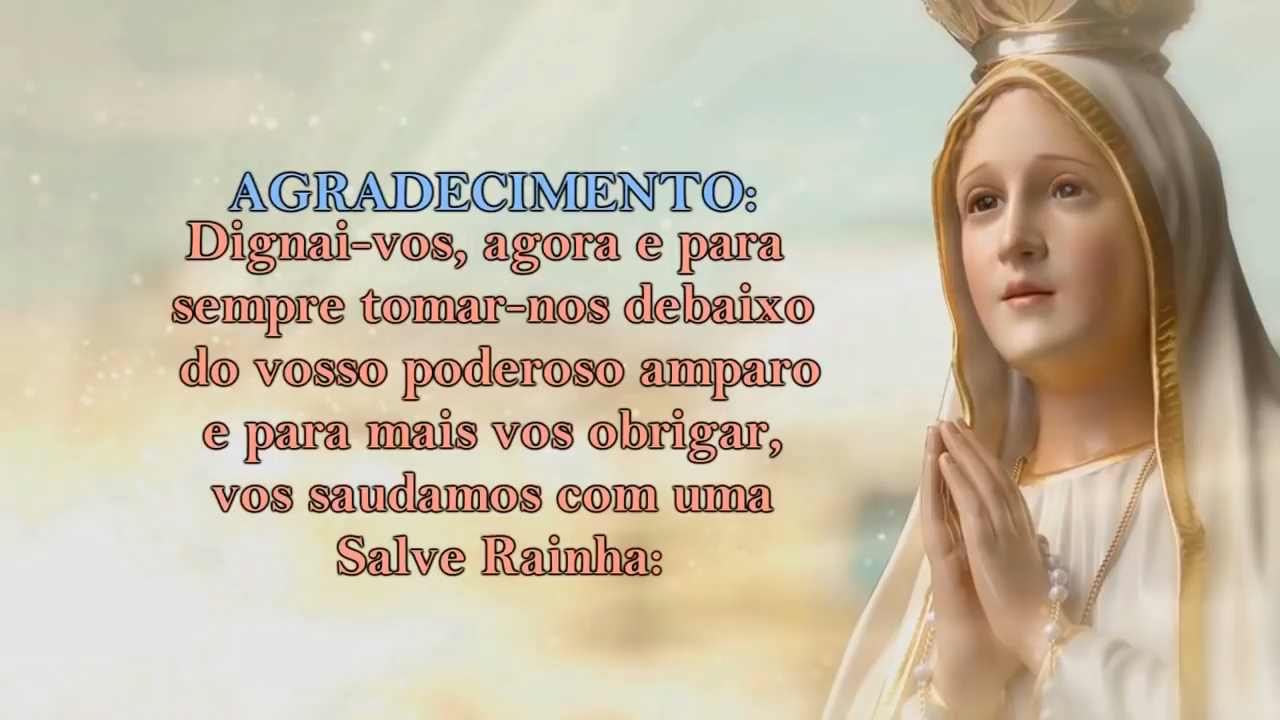 AGRADECIMENTO:
Dignai-vos, agora e para
sempre tomar-nos debaixo
do vosso poderoso amparo
e para mais vos obrigar,
vos saudamos com uma
Salve Rainha: